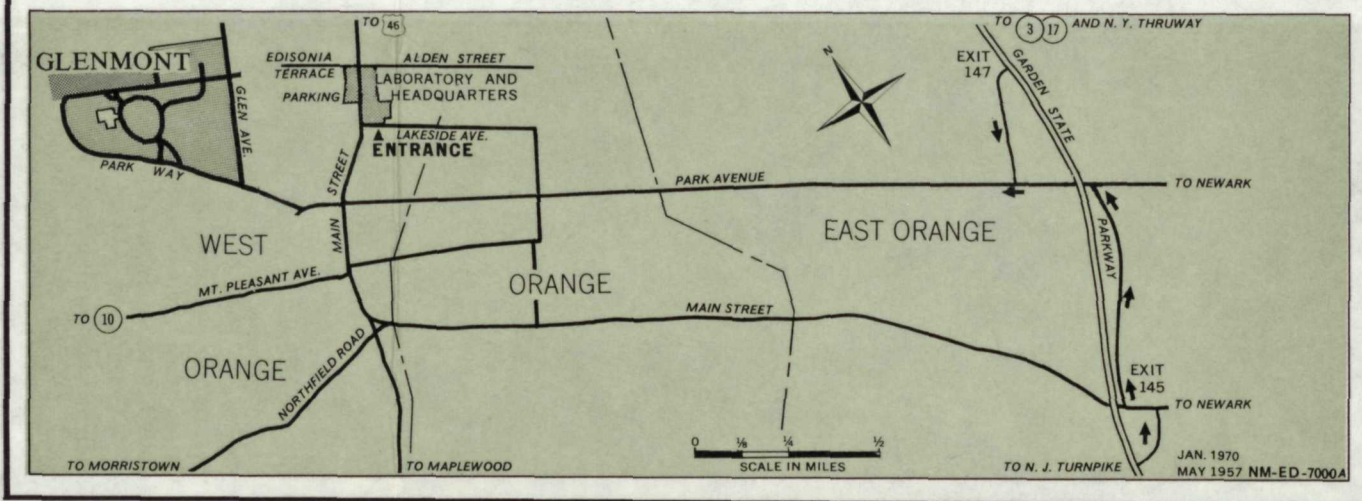 TO 46
TO 3 17 AND N. Y. THRUWAY
GLENMONT
EDISONIA
TERRACE
ALDEN STREET
PARKING
LABORATORY AND
HEADQUARTERS
LAKESIDE AVE.
ENTRANCE
GLEN AVE.
PARK WAY
MAIN STREET
N
EXIT
147
GARDEN STATE
PARKWAY
PARK AVENUE
TO NEWARK
WEST
ORANGE
EAST ORANGE
ORANGE
MT. PLEASANT AVE.
TO 10
MAIN STREET
NORTHFIELD ROAD
EXIT
145
TO NEWARK
0 1/8 1/4 1/2
SCALE IN MILES
TO MORRISTOWN
TO MAPLEWOOD
TO N. J. TURNPIKE
JAN. 1970
MAY 1957 NM-ED-7000A